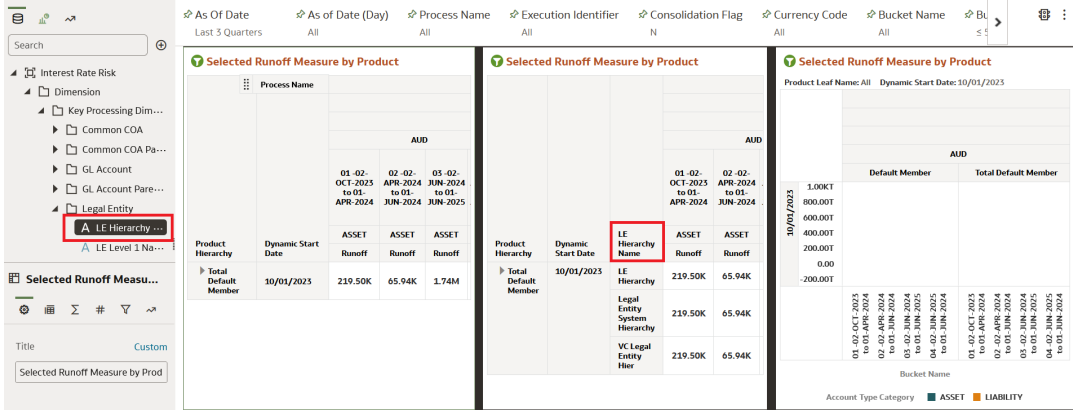 As Of Date
Last 3 Quarters
As of Date (Day)
All
Process Name
All
Execution Identifier
All
Consolidation Flag
N
Currency Code
All
Bucket Name
All
Search
Interest Rate Risk
Dimension
Key Processing Dim···
Common COA
Common COA Pa···
GL Account
GL Account Pare···
Legal Entity
A LE Hierarchy ···
A LE Level 1 Na···
Selected Runoff Measu...
Title
Custom
Selected Runoff Measure by Prod
Selected Runoff Measure by Product
Process Name
AUD
01 -02-
OCT-2023
to 01-
APR-2024
02 -02-
APR-2024
to 01-
JUN-2024
03 -02-
JUN-2024
to 01-
JUN-2025
ASSET
ASSET
ASSET
Product
Hierarchy
Dynamic Start
Date
Runoff
Runoff
Runoff
Total
Default
Member
10/01/2023
219.50K
65.94K
1.74M
Selected Runoff Measure by Product
AUD
01 -02-
OCT-2023
to 01-
APR-2024
02 -02-
APR-2024
to 01-
JUN-2024
ASSET
ASSET
Product
Hierarchy
Dynamic
Start Date
LE
Hierarchy
Name
Runoff
Runoff
Total
Default
Member
10/01/2023
LE
Hierarchy
219.50K
65.94K
Legal
Entity
System
Hierarchy
219.50K
65.94K
VC Legal
Entity
Hier
219.50K
65.94K
Selected Runoff Measure by Product
Product Leaf Name: All Dynamic Start Date: 10/01/2023
AUD
Default Member
Total Default Member
10/01/2023
1.00KT
800.00T
600.00T
400.00T
200.00T
0.00
-200.00T
01 -02-OCT-2023
to 01-APR-2024
02 -02-APR-2024
to 01-JUN-2024
03 -02-JUN-2024
to 01-JUN-2025
04 -02-JUN-2025
to 01-JUN-2024
01 -02-OCT-2023
to 01-APR-2024
02 -02-APR-2024
to 01-JUN-2024
03 -02-JUN-2024
to 01-JUN-2025
04 -02-JUN-2025
to 01-JUN-2024
Bucket Name
Account Type Category
ASSET
LIABILITY